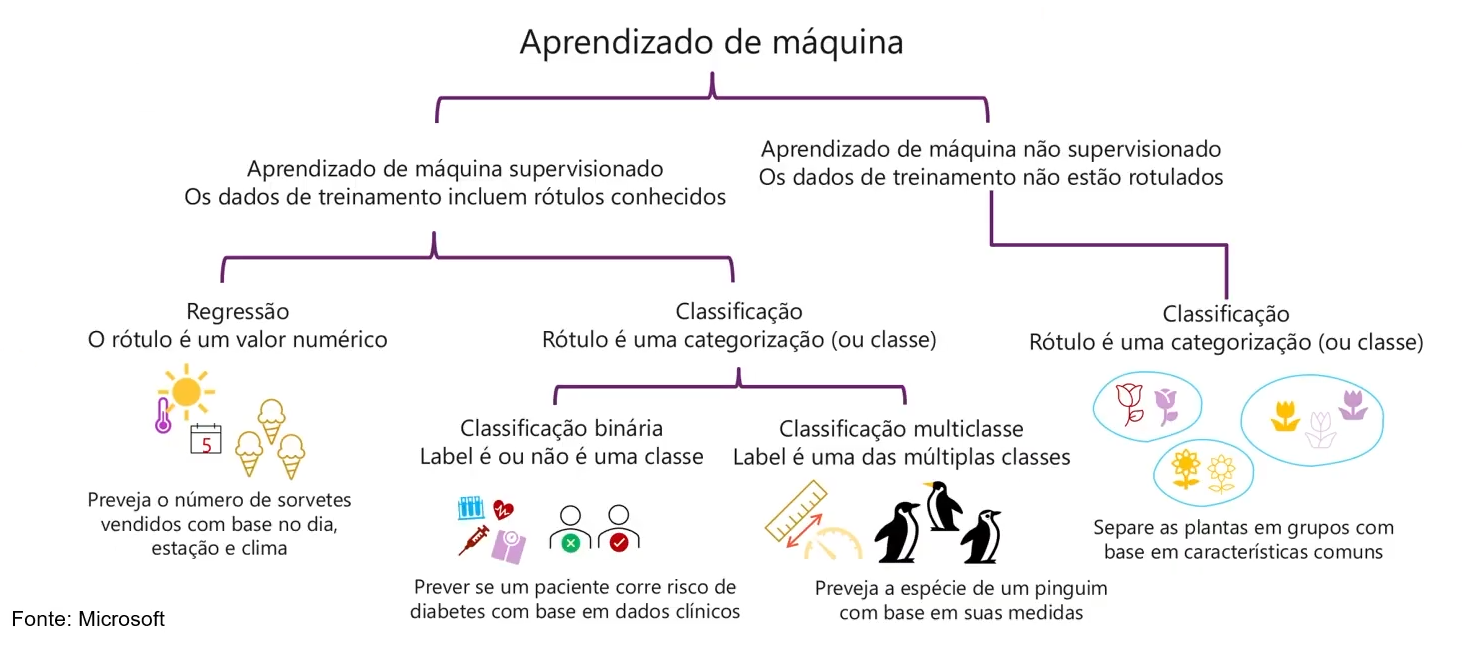 Aprendizado de máquina
Aprendizado de máquina supervisionado
Os dados de treinamento incluem rótulos conhecidos
Aprendizado de máquina não supervisionado
Os dados de treinamento não estão rotulados
Regressão
O rótulo é um valor numérico
5
Preveja o número de sorvetes
vendidos com base no dia,
estação e clima
Classificação
Rótulo é uma categorização (ou classe)
Classificação binária
Label é ou não é uma classe
Prever se um paciente corre risco de
diabetes com base em dados clínicos
Classificação multiclasse
Label é uma das múltiplas classes
Preveja a espécie de um pinguim
com base em suas medidas
Classificação
Rótulo é uma categorização (ou classe)
Separe as plantas em grupos com
base em características comuns
Fonte: Microsoft